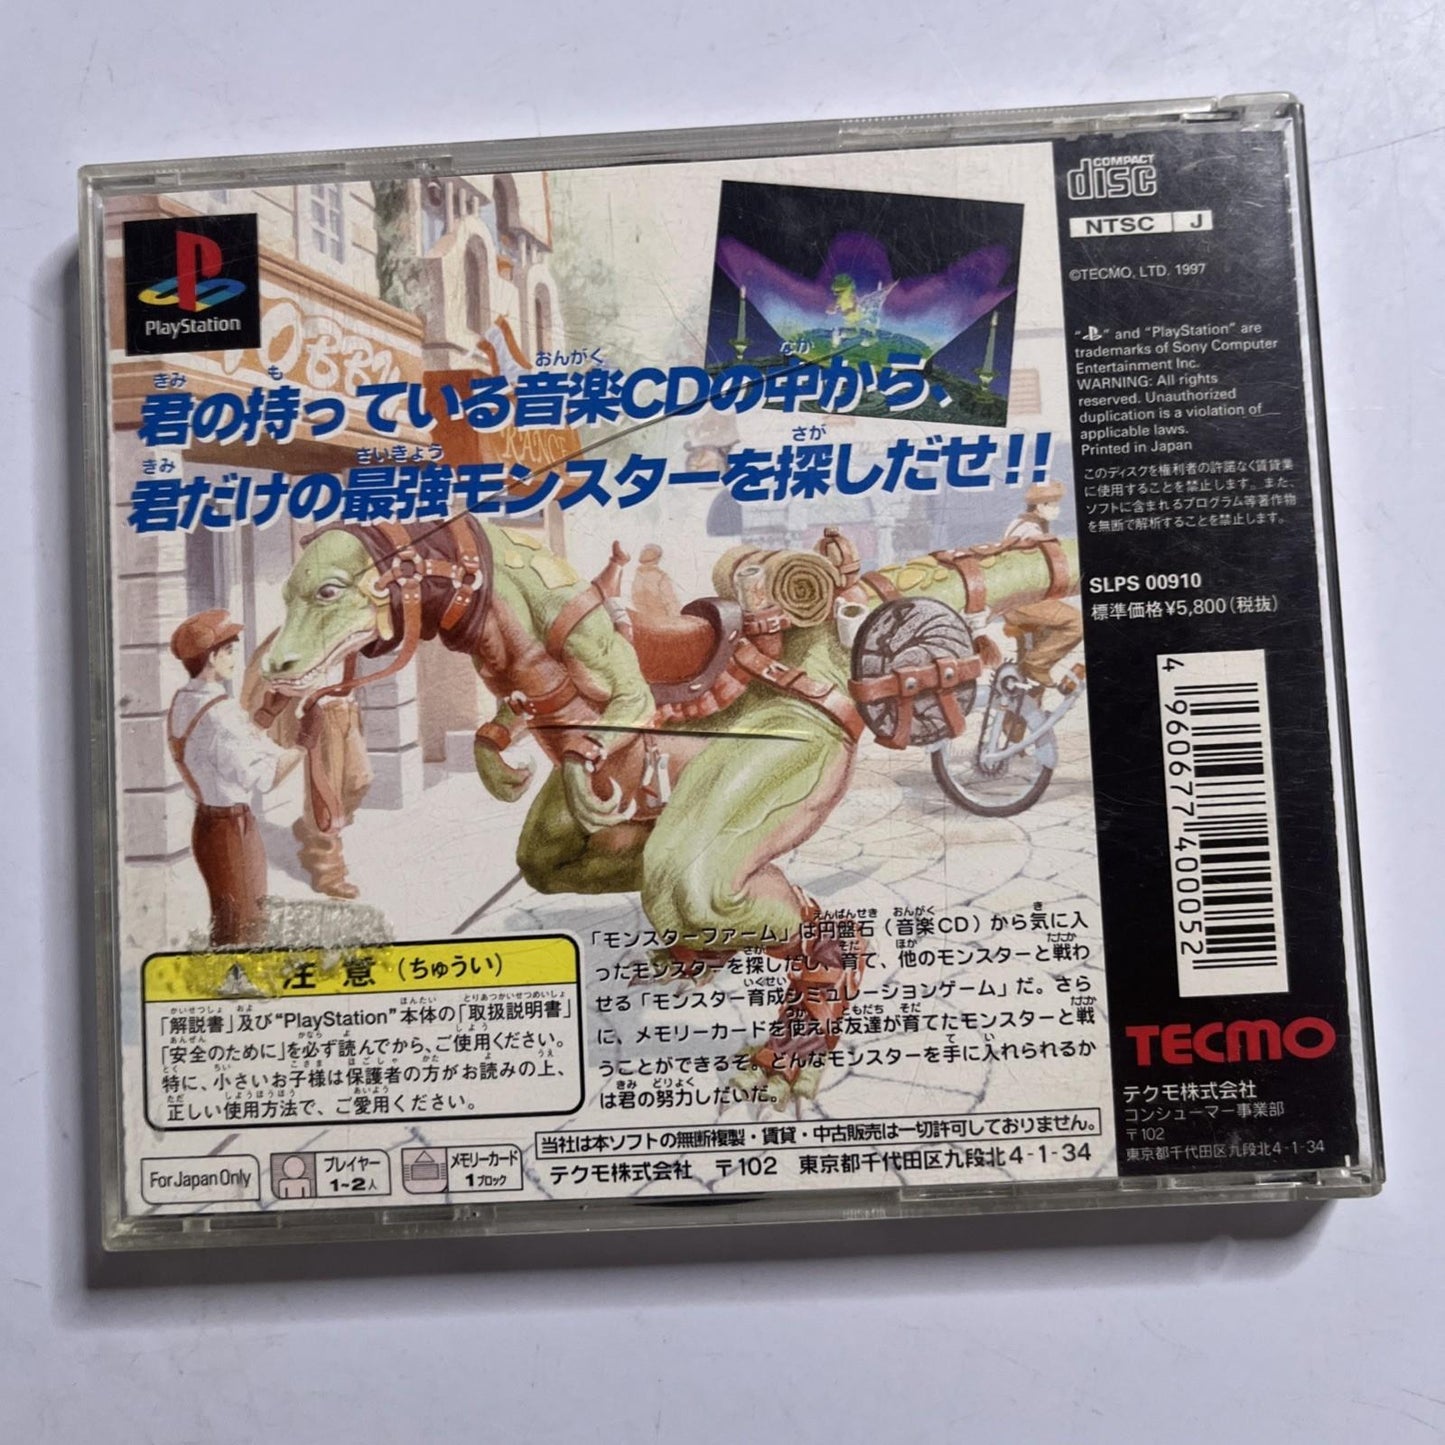 PlayStation
君の持っている音楽CDの中から、
君だけの最強モンスターを探しだせ!!
RANCE
「モンスターファーム」は円盤石（音楽CD）から気に入
ったモンスターを探しだし、育て、他のモンスターと戦わ
せる「モンスター育成シミュレーションゲーム」だ。さら
に、メモリーカードを使えば友達が育てたモンスターと戦
うことができるぞ。どんなモンスターを手に入れられるか
は君の努力しだいだ。
注意（ちゅうい）
「解説書」及び“PlayStation”本体の「取扱説明書」
「安全のために」を必ず読んでから、ご使用ください。
特に、小さいお子様は保護者の方がお読みの上、
正しい使用方法で、ご愛用ください。
当社は本ソフトの無断複製・賃貸・中古販売は一切許可しておりません。
テクモ株式会社 〒102 東京都千代田区九段北4-1-34
For Japan Only
プレイヤー
1~2人
メモリーカード
1ブロック
COMPACT
disc
NTSC J
©TECMO, LTD. 1997
“PS” and “PlayStation” are
trademarks of Sony Computer
Entertainment Inc.
WARNING: All rights
reserved. Unauthorized
duplication is a violation of
applicable laws.
Printed in Japan
このディスクを権利者の許諾なく賃貸業
に使用することを禁止します。また、
ソフトに含まれるプログラム等著作物
を無断で解析することを禁止します。
SLPS 00910
標準価格¥5,800（税抜）
4 960677 400052
TECMO
テクモ株式会社
コンシューマー事業部
〒102
東京都千代田区九段北4-1-34